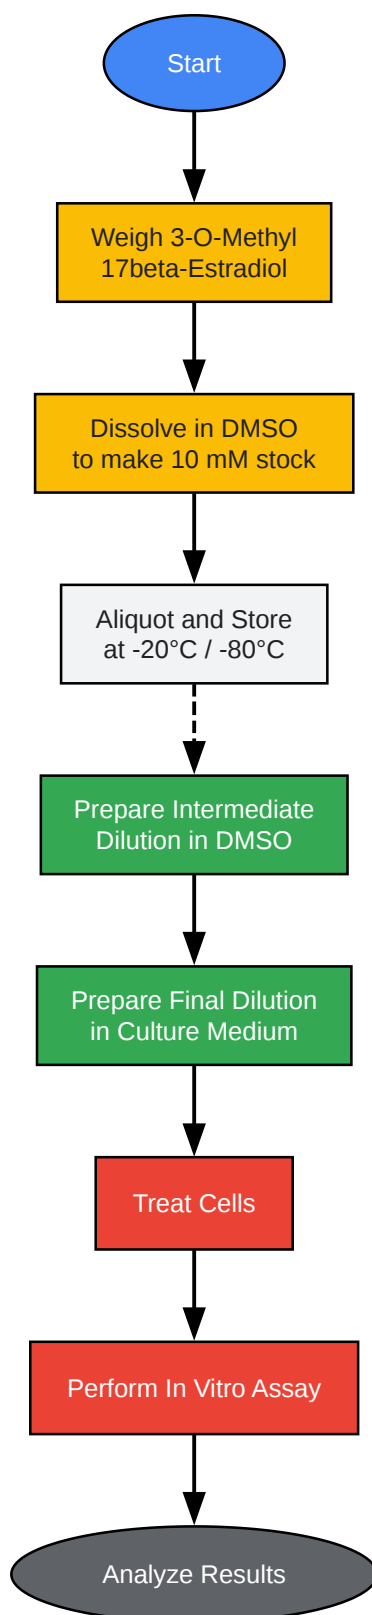 Start
Weigh 3-O-Methyl
17beta-Estradiol
Dissolve in DMSO
to make 10 mM stock
Aliquot and Store
at -20°C / -80°C
Prepare Intermediate
Dilution in DMSO
Prepare Final Dilution
in Culture Medium
Treat Cells
Perform In Vitro Assay
Analyze Results